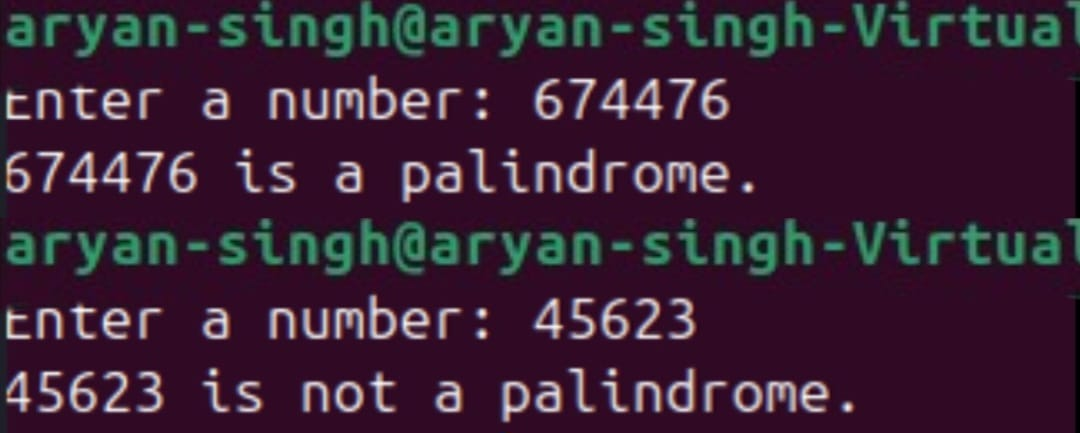 aryan-singh@aryan-singh-Virtual
Enter a number: 674476
674476 is a palindrome.
aryan-singh@aryan-singh-Virtual
Enter a number: 45623
45623 is not a palindrome.